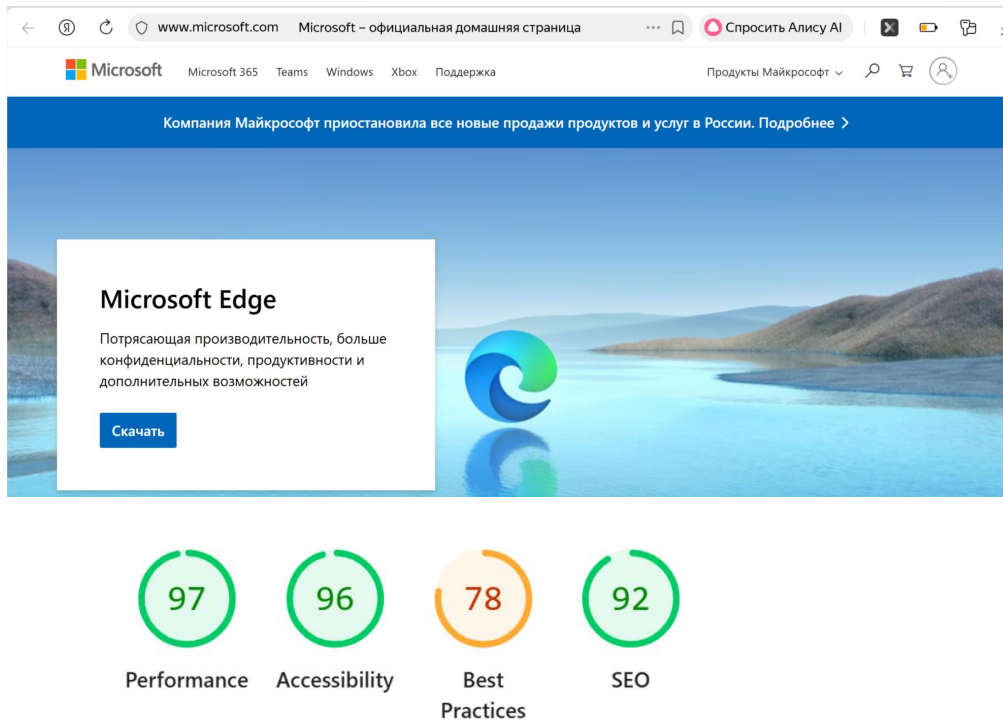 Я www.microsoft.com Microsoft – официальная домашняя страница ... Спросить Алису AI
Microsoft Microsoft 365 Teams Windows Xbox Поддержка Продукты Майкрософт
Компания Майкрософт приостановила все новые продажи продуктов и услуг в России. Подробнее >
Microsoft Edge
Потрясающая производительность, больше
конфиденциальности, продуктивности и
дополнительных возможностей
Скачать
97 96 78 92
Performance Accessibility Best SEO
Practices